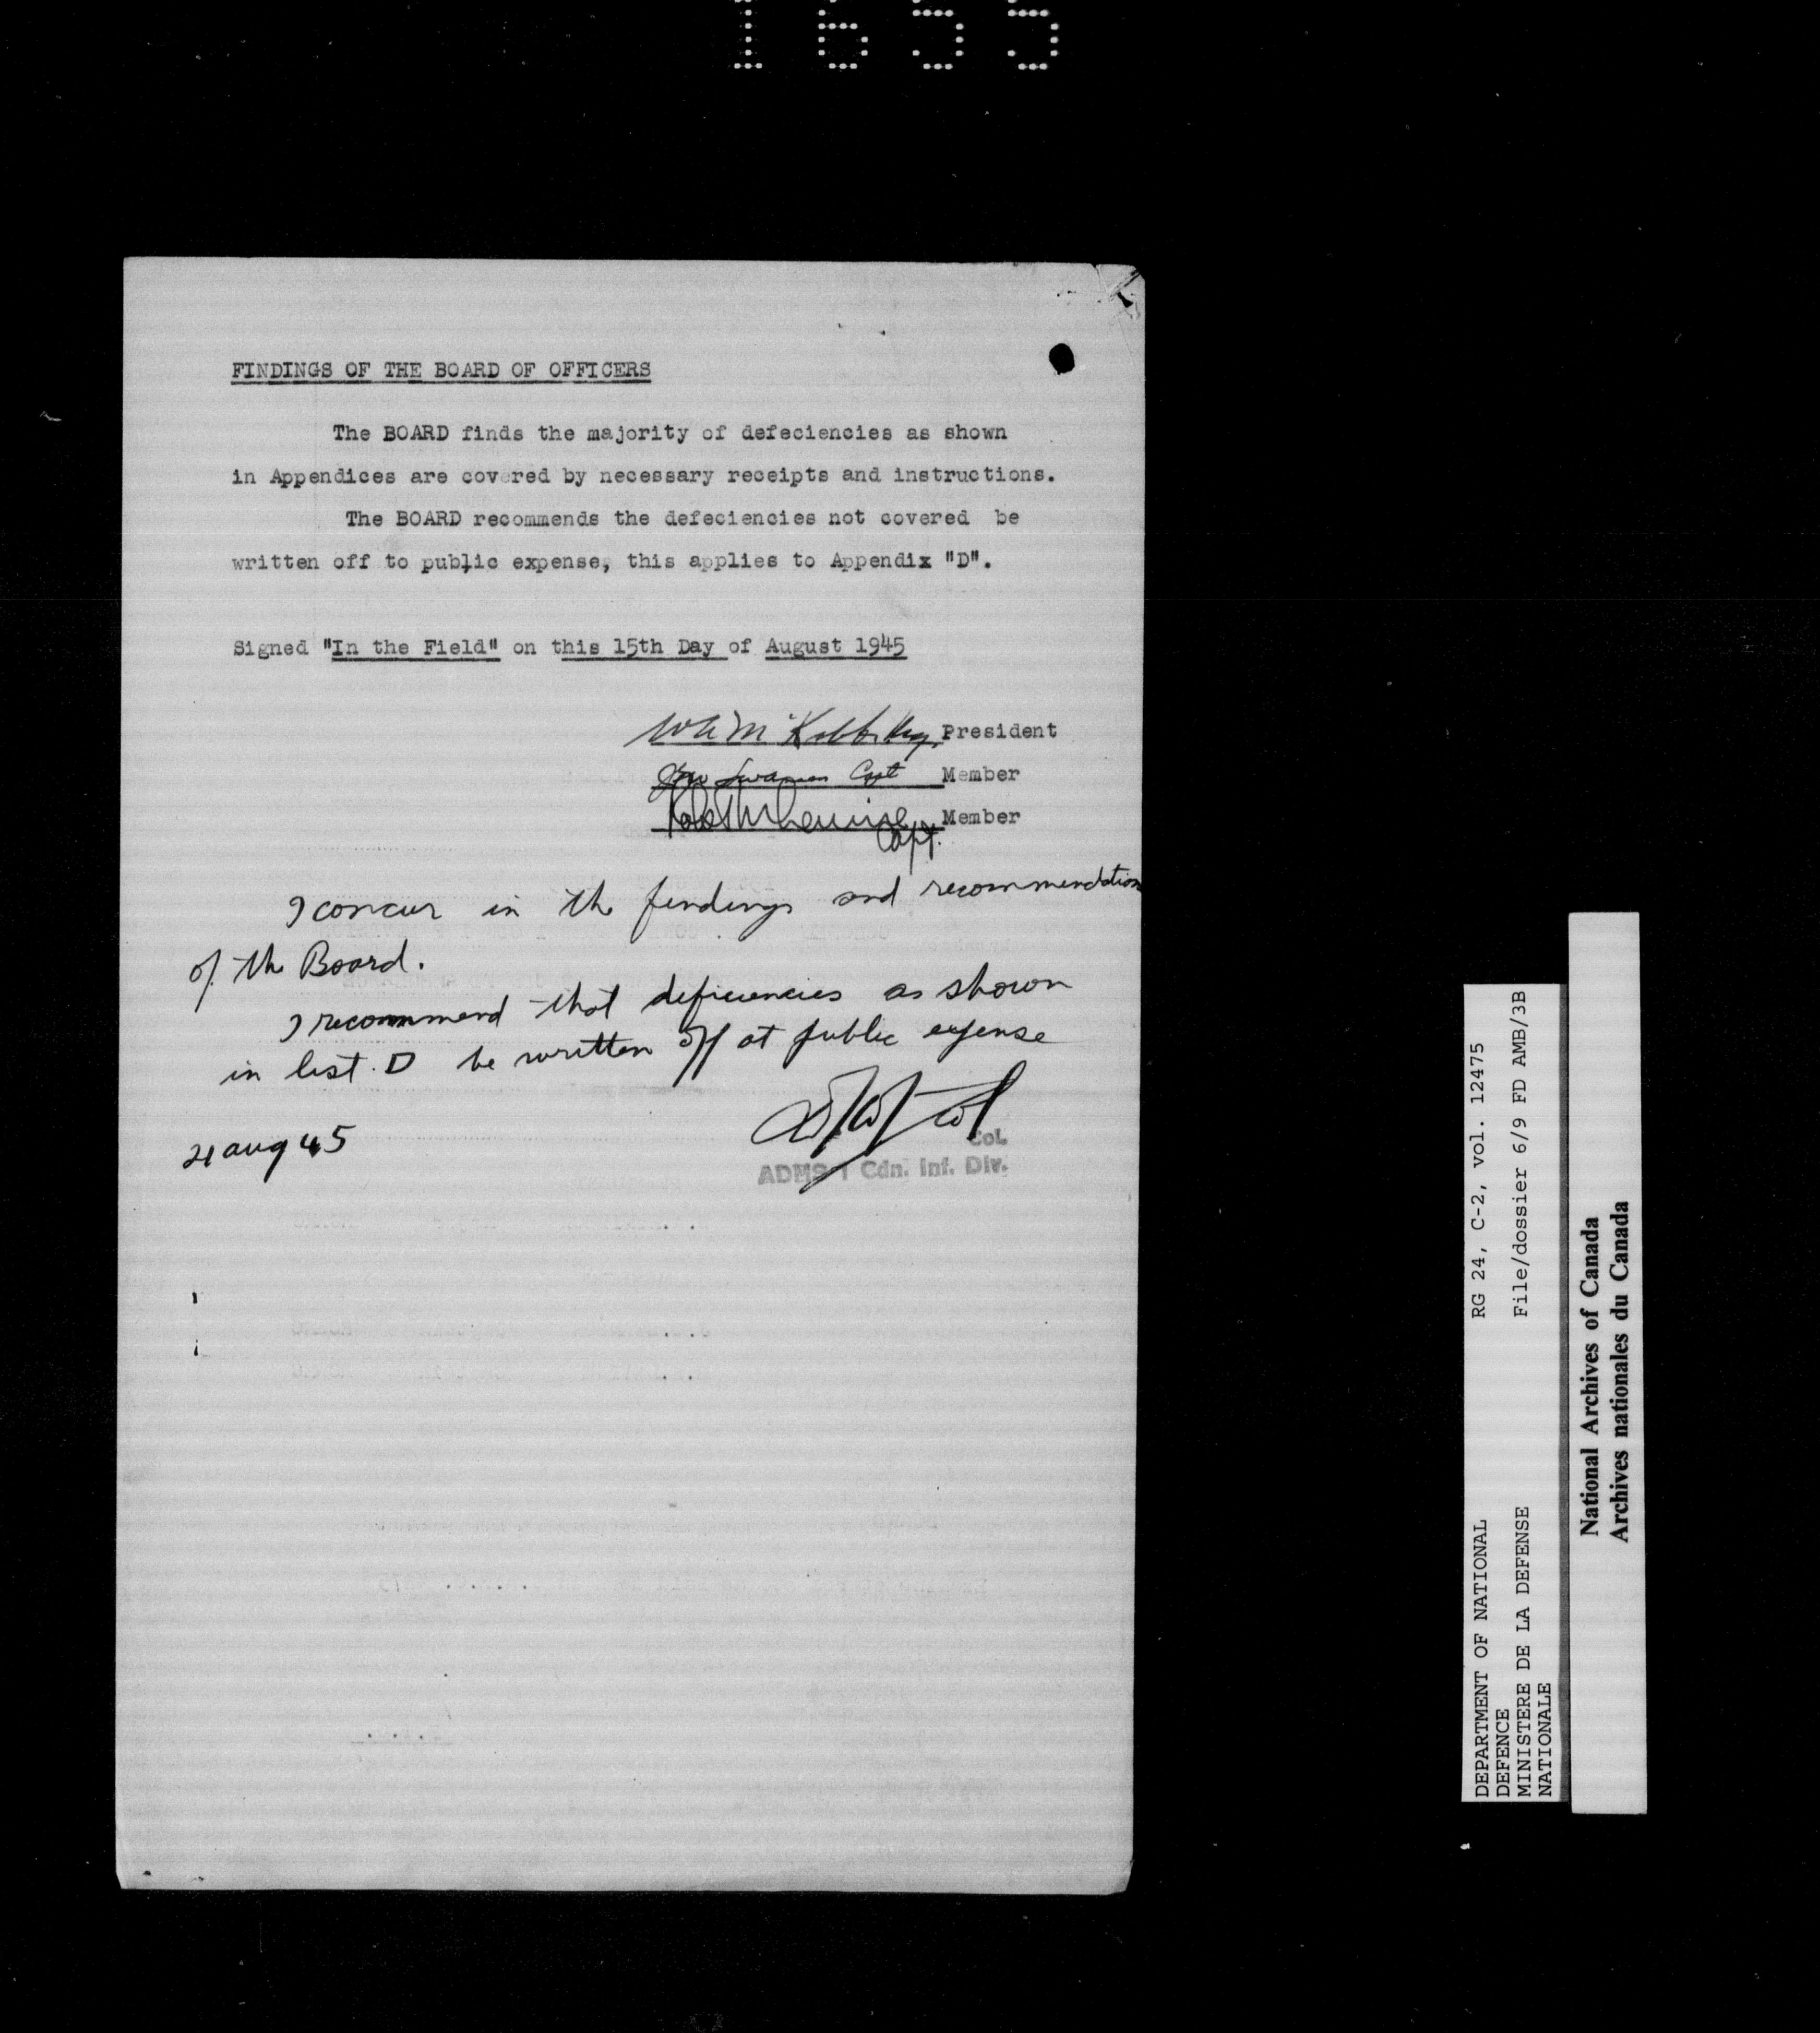 1655
FINDINGS OF THE BOARD OF OFFICERS
The BOARD finds the majority of defeciencies as shown
in Appendices are covered by necessary receipts and instructions.
The BOARD recommends the defeciencies not covered be
written off to public expense, this applies to Appendix "D".
Signed "In the Field" on this 15th Day of August 1945
President
Swanson Capt Member
Member
Capt.
I concur in the findings and recommendation
of the Board.
I recommend that deficiencies as shown
in list D be written off at public expense
21 Aug 45
Col.
ADMS 1 Cdn. Inf. Div.
DEPARTMENT OF NATIONAL RG 24, C-2, vol. 12475
DEFENCE
MINISTERE DE LA DEFENSE File/dossier 6/9 FD AMB/3B
NATIONALE
National Archives of Canada
Archives nationales du Canada